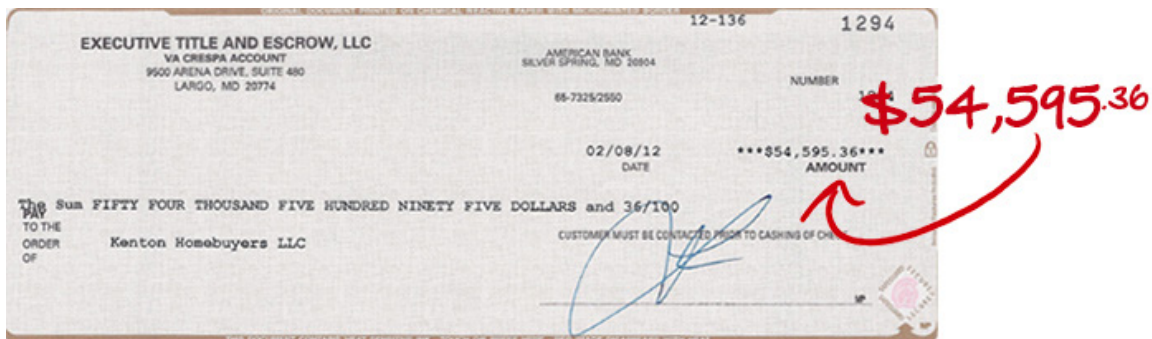 12-136
1294
EXECUTIVE TITLE AND ESCROW, LLC
VA CRESPA ACCOUNT
9500 ARENA DRIVE, SUITE 480
LARGO, MD 20774
AMERICAN BANK
SILVER SPRING, MD 20904
NUMBER
65-7325/2550
$54,595.36
02/08/12
***$54,595.36***
DATE
AMOUNT
The Sum FIFTY FOUR THOUSAND FIVE HUNDRED NINETY FIVE DOLLARS and 36/100
PAY
TO THE
ORDER
OF
Kenton Homebuyers LLC
CUSTOMER MUST BE CONTACTED PRIOR TO CASHING OF CHECK
MP